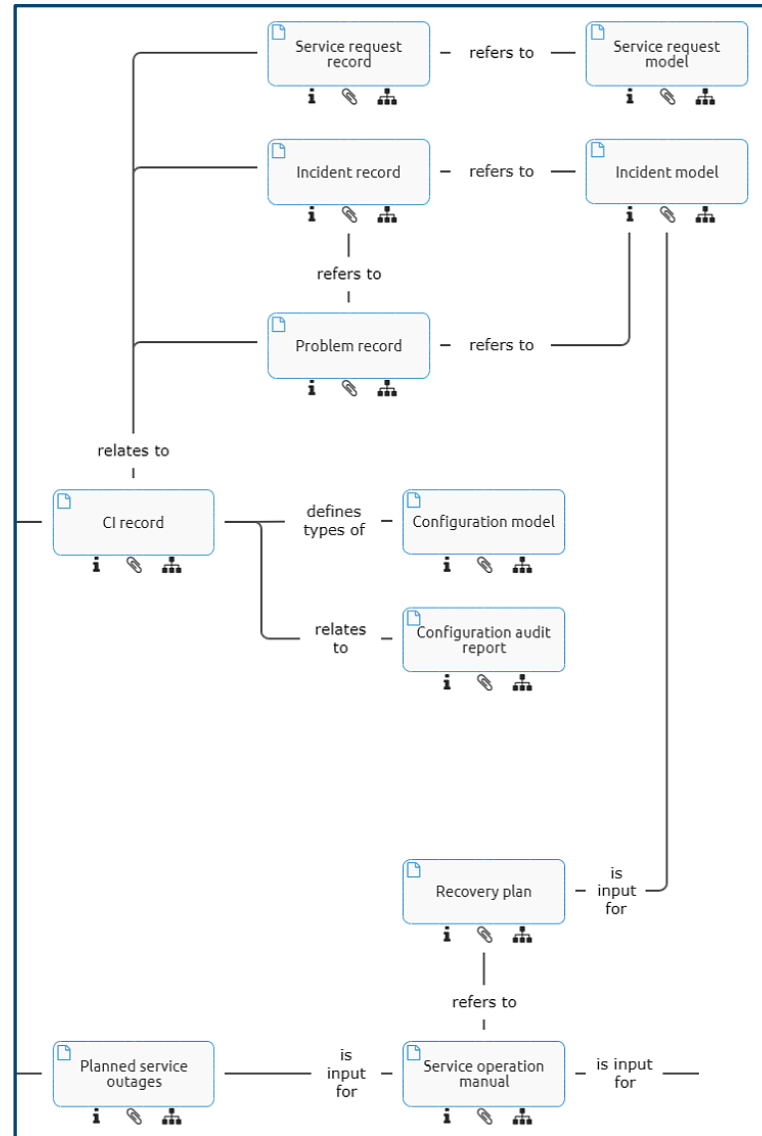 Service request
record
refers to
Service request
model
Incident record
refers to
Incident model
refers to
Problem record
refers to
relates to
CI record
defines
types of
Configuration model
relates
to
Configuration audit
report
Recovery plan
is
input
for
refers to
Planned service
outages
is
input
for
Service operation
manual
is input
for